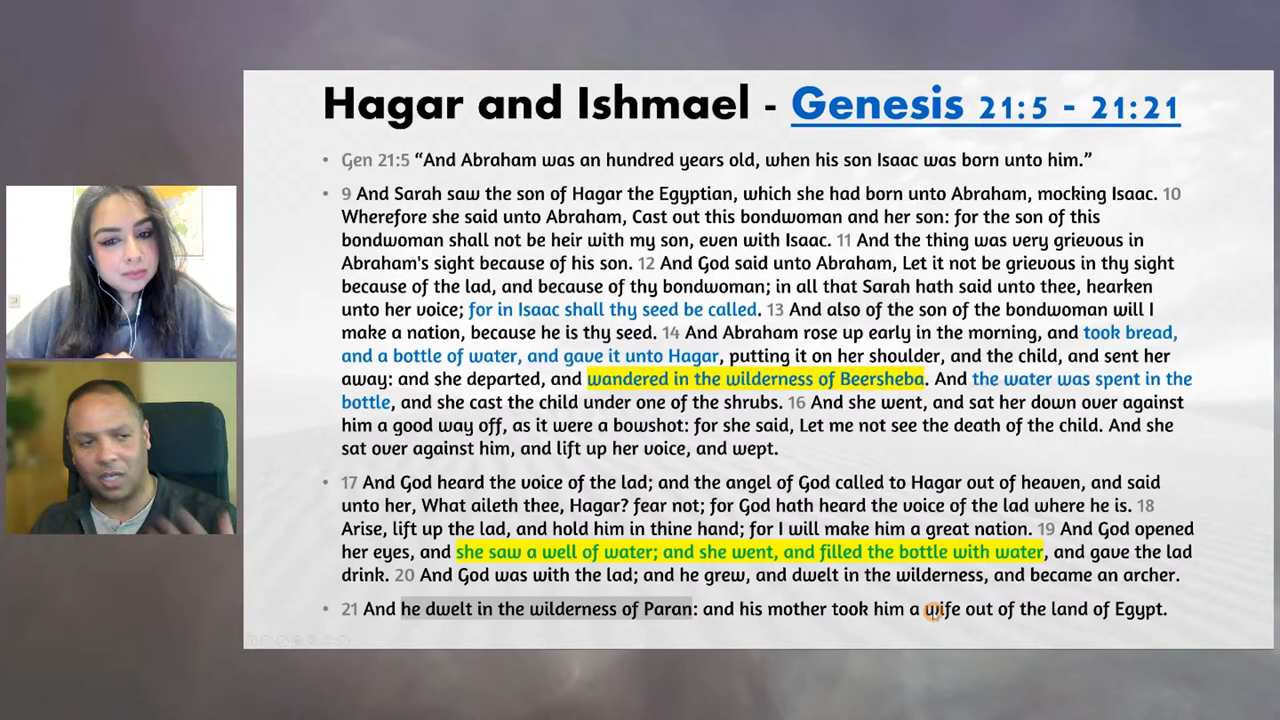 Hagar and Ishmael - Genesis 21:5 - 21:21
• Gen 21:5 “And Abraham was an hundred years old, when his son Isaac was born unto him.”
• 9 And Sarah saw the son of Hagar the Egyptian, which she had born unto Abraham, mocking Isaac. 10
Wherefore she said unto Abraham, Cast out this bondwoman and her son: for the son of this
bondwoman shall not be heir with my son, even with Isaac. 11 And the thing was very grievous in
Abraham's sight because of his son. 12 And God said unto Abraham, Let it not be grievous in thy sight
because of the lad, and because of thy bondwoman; in all that Sarah hath said unto thee, hearken
unto her voice; for in Isaac shall thy seed be called. 13 And also of the son of the bondwoman will I
make a nation, because he is thy seed. 14 And Abraham rose up early in the morning, and took bread,
and a bottle of water, and gave it unto Hagar, putting it on her shoulder, and the child, and sent her
away: and she departed, and wandered in the wilderness of Beersheba. And the water was spent in the
bottle, and she cast the child under one of the shrubs. 16 And she went, and sat her down over against
him a good way off, as it were a bowshot: for she said, Let me not see the death of the child. And she
sat over against him, and lift up her voice, and wept.
• 17 And God heard the voice of the lad; and the angel of God called to Hagar out of heaven, and said
unto her, What aileth thee, Hagar? fear not; for God hath heard the voice of the lad where he is. 18
Arise, lift up the lad, and hold him in thine hand; for I will make him a great nation. 19 And God opened
her eyes, and she saw a well of water; and she went, and filled the bottle with water, and gave the lad
drink. 20 And God was with the lad; and he grew, and dwelt in the wilderness, and became an archer.
• 21 And he dwelt in the wilderness of Paran: and his mother took him a wife out of the land of Egypt.